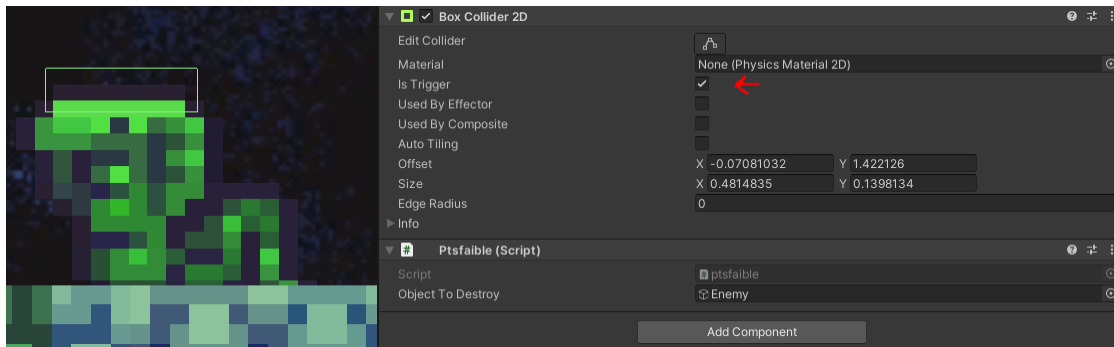 Box Collider 2D
Edit Collider
Material None (Physics Material 2D)
Is Trigger
Used By Effector
Used By Composite
Auto Tiling
Offset X -0.07081032 Y 1.422126
Size X 0.4814835 Y 0.1398134
Edge Radius 0
Info
# Ptsfaible (Script)
Script # ptsfaible
Object To Destroy Enemy
Add Component